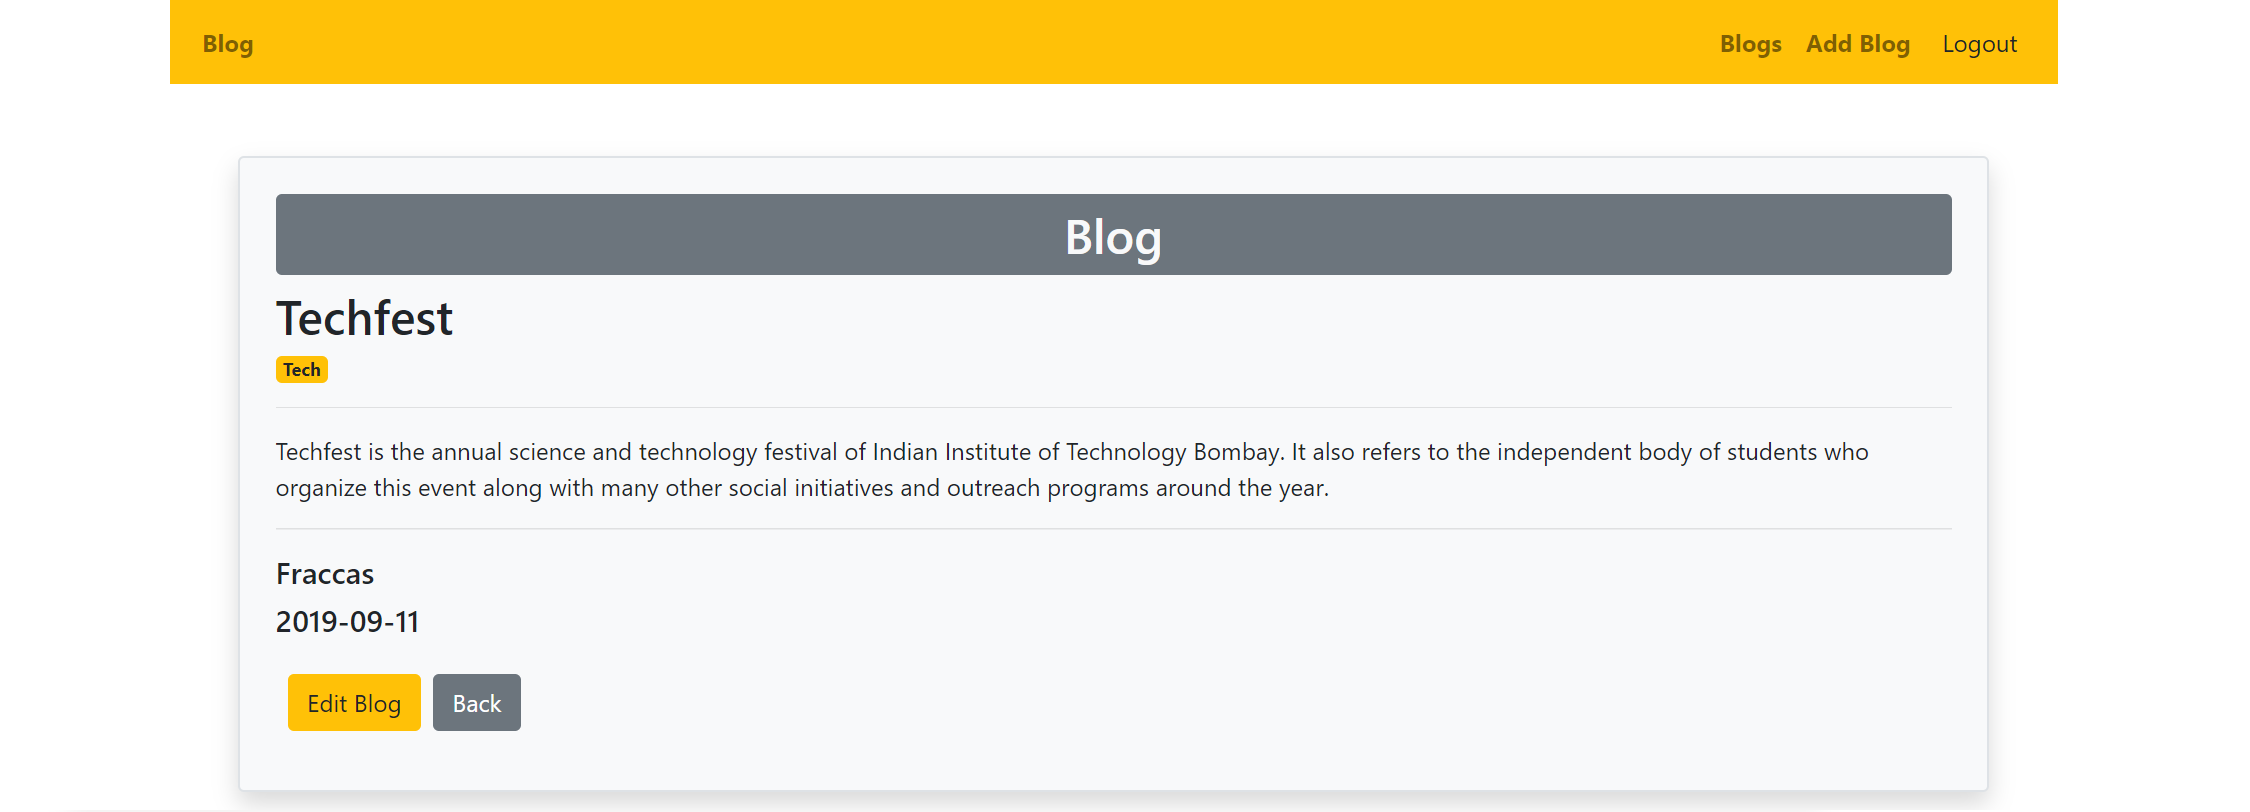 Blog
Blogs Add Blog Logout
Blog
Techfest
Tech
Techfest is the annual science and technology festival of Indian Institute of Technology Bombay. It also refers to the independent body of students who
organize this event along with many other social initiatives and outreach programs around the year.
Fraccas
2019-09-11
Edit Blog Back